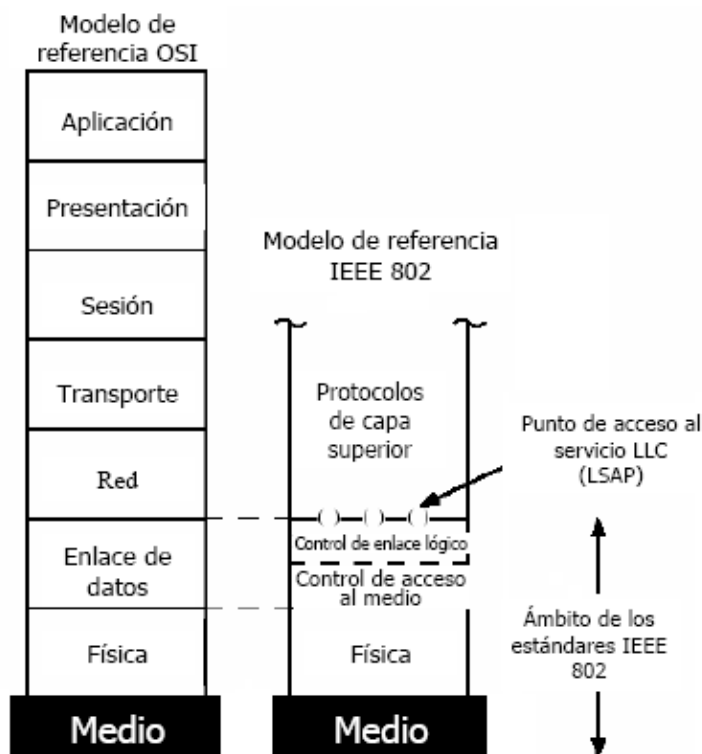 Modelo de
referencia OSI
Aplicación
Presentación
Sesión
Transporte
Red
Enlace de
datos
Física
Medio
Modelo de referencia
IEEE 802
Protocolos
de capa
superior
Control de enlace lógico
Control de acceso
al medio
Física
Medio
Punto de acceso al
servicio LLC
(LSAP)
Ámbito de los
estándares IEEE
802